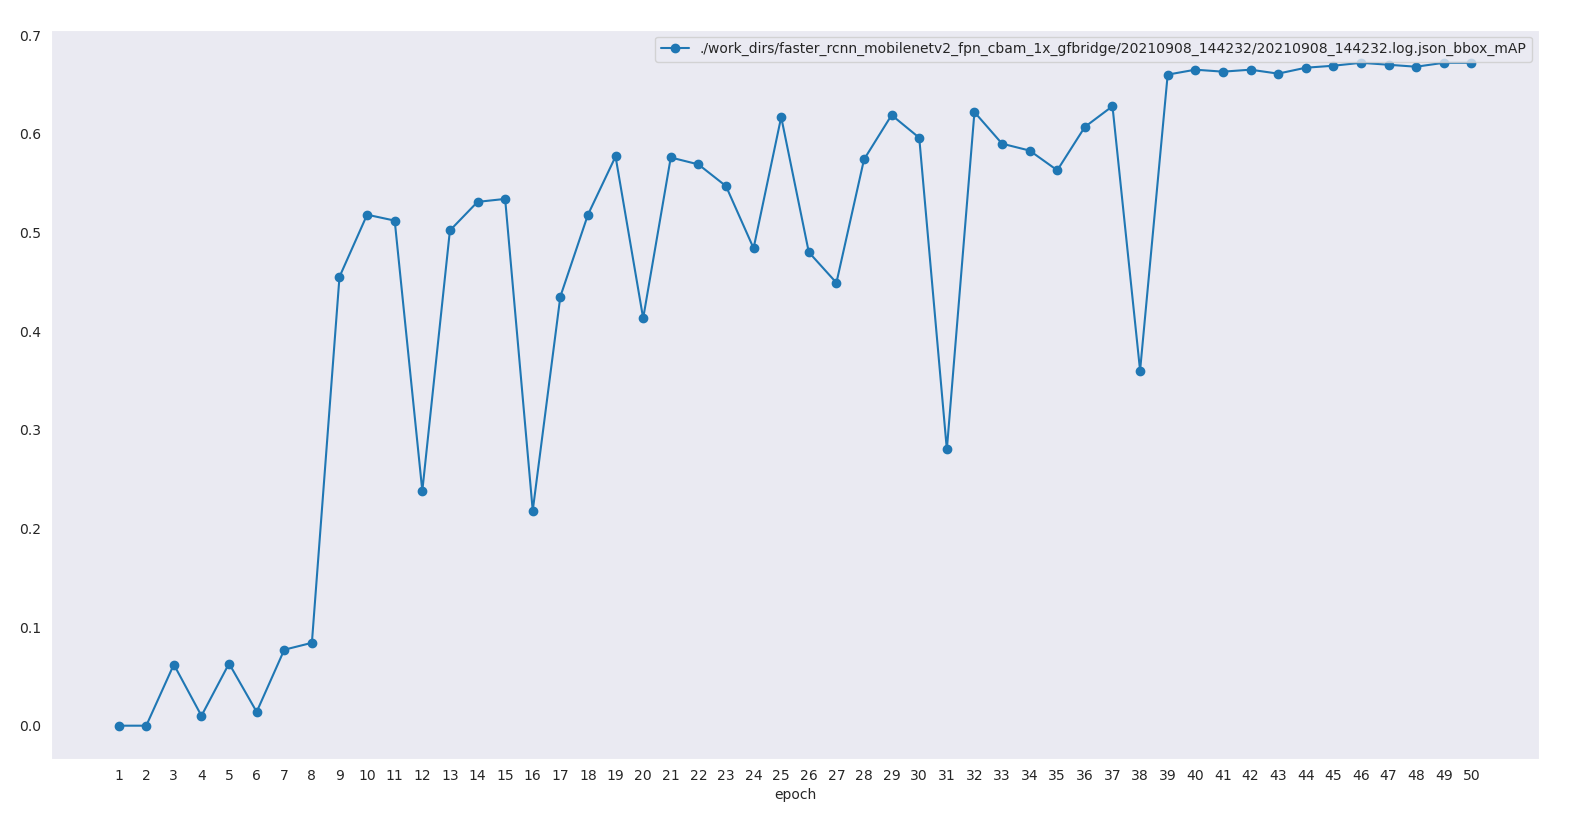 0.7
./work_dirs/faster_rcnn_mobilenetv2_fpn_cbam_1x_gfbridge/20210908_144232/20210908_144232.log.json_bbox_mAP
0.6
0.5
0.4
0.3
0.2
0.1
0.0
1 2 3 4 5 6 7 8 9 10 11 12 13 14 15 16 17 18 19 20 21 22 23 24 25 26 27 28 29 30 31 32 33 34 35 36 37 38 39 40 41 42 43 44 45 46 47 48 49 50
epoch